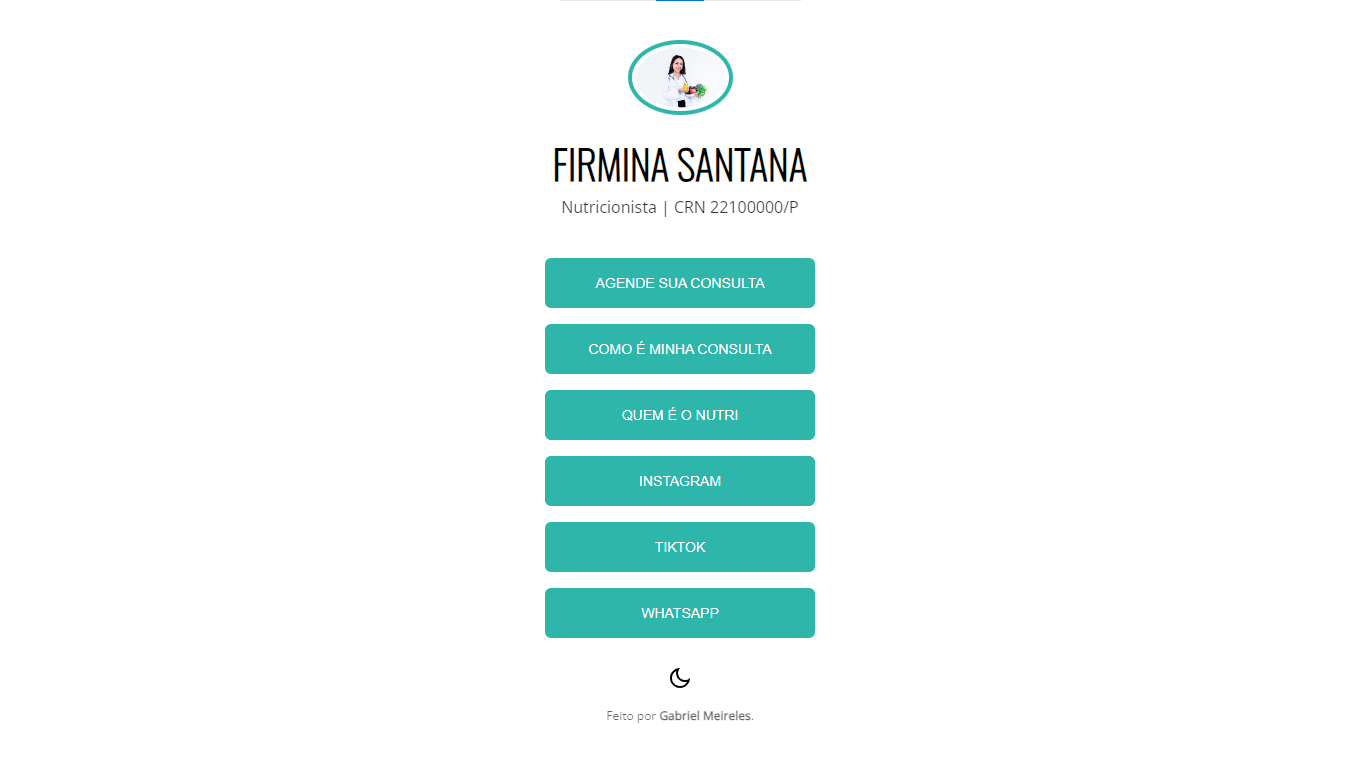 FIRMINA SANTANA
Nutricionista | CRN 22100000/P
AGENDE SUA CONSULTA
COMO É MINHA CONSULTA
QUEM É O NUTRI
INSTAGRAM
TIKTOK
WHATSAPP
Feito por Gabriel Meireles.